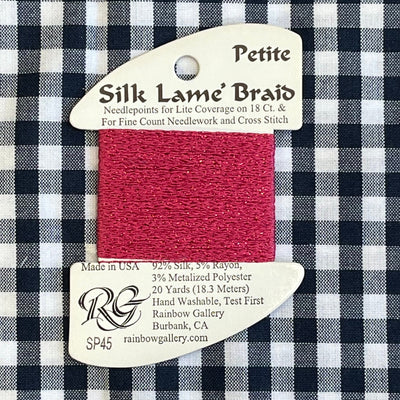 Petite
Silk Lamé Braid
Needlepoints for Lite Coverage on 18 Ct. &
For Fine Count Needlework and Cross Stitch
Made in USA
92% Silk, 5% Rayon,
3% Metalized Polyester
20 Yards (18.3 Meters)
Hand Washable, Test First
Rainbow Gallery
Burbank, CA
RG
SP45
rainbowgallery.com